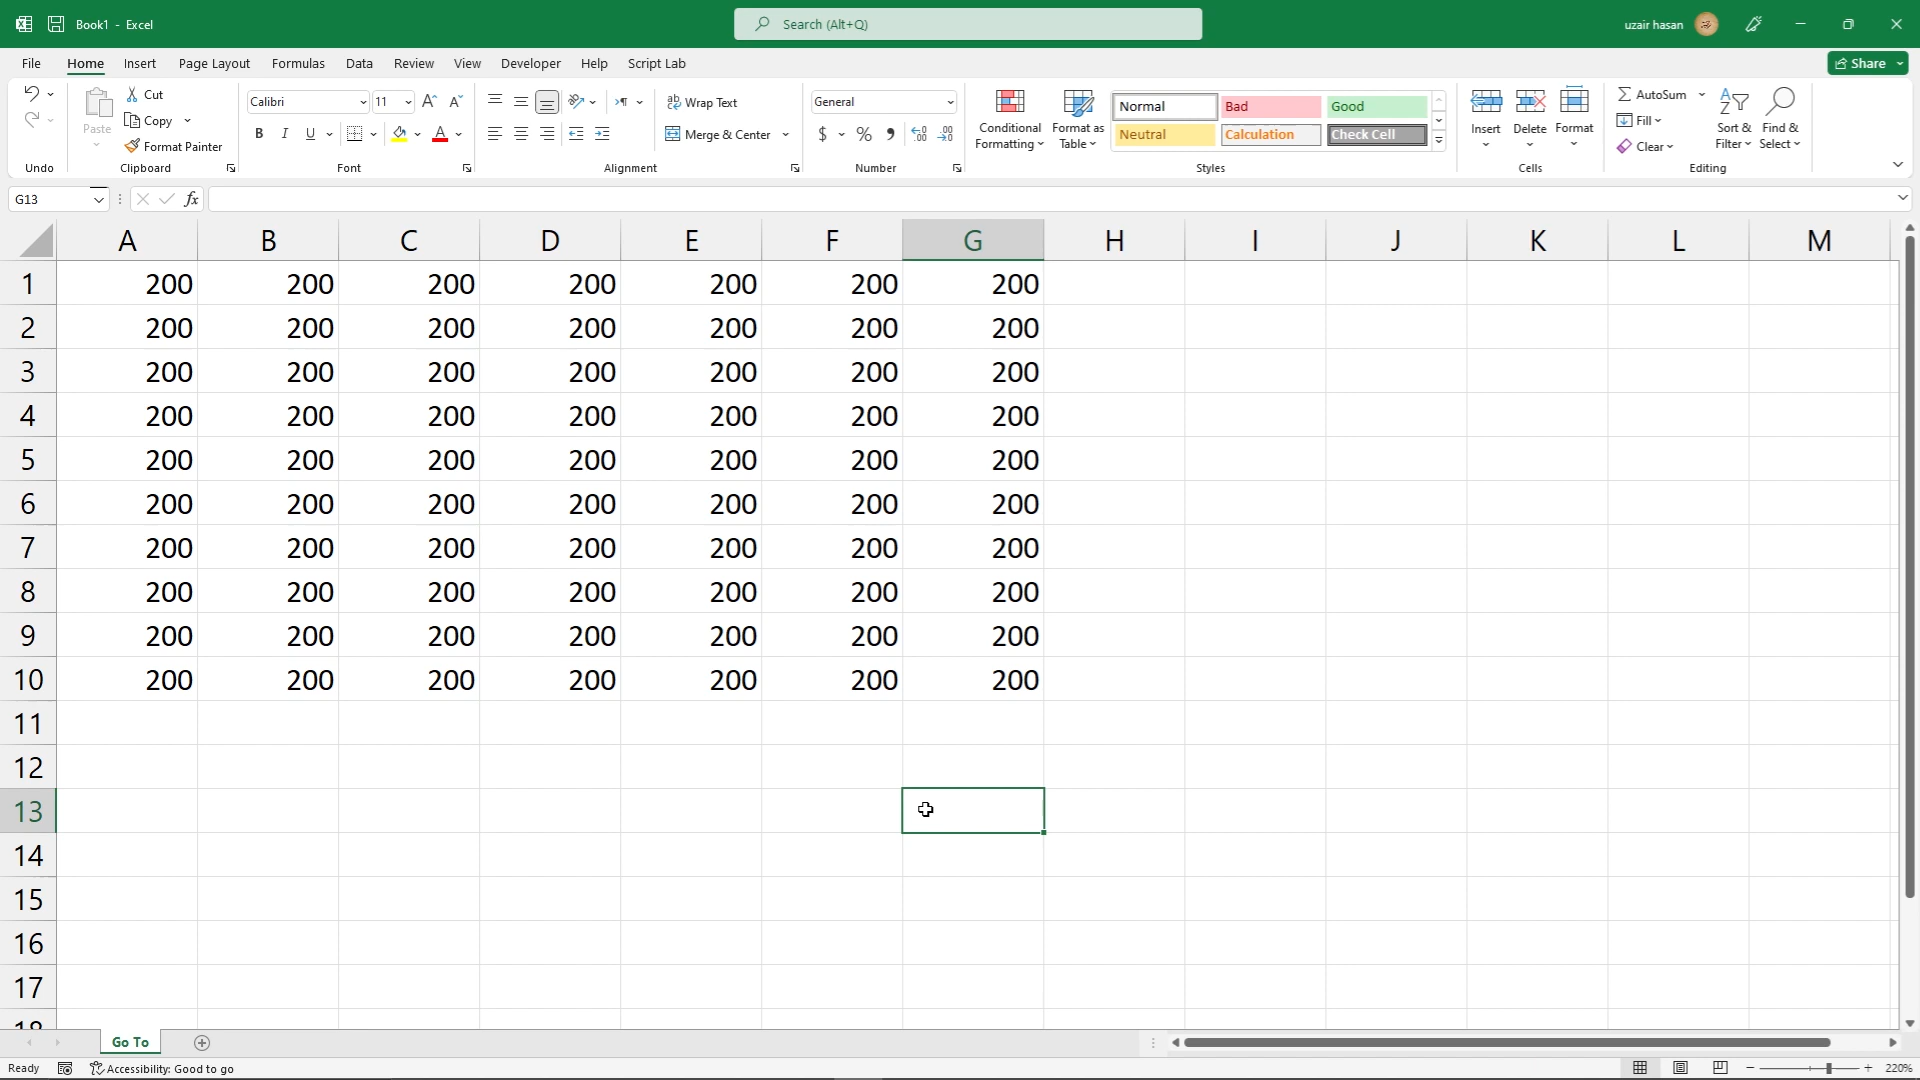 Book1 - Excel
Search (Alt+Q)
uzair hasan
File Home Insert Page Layout Formulas Data Review View Developer Help Script Lab
Share
Paste
Cut
Copy
Format Painter
Calibri 11
B I U
A
Wrap Text
Merge & Center
General
$ % ,
Conditional Formatting
Format as Table
Normal Bad Good
Neutral Calculation Check Cell
Insert Delete Format
AutoSum
Fill
Clear
Sort & Filter
Find & Select
Undo Clipboard Font Alignment Number Styles Cells Editing
G13 fx
A B C D E F G H I J K L M
1 200 200 200 200 200 200 200
2 200 200 200 200 200 200 200
3 200 200 200 200 200 200 200
4 200 200 200 200 200 200 200
5 200 200 200 200 200 200 200
6 200 200 200 200 200 200 200
7 200 200 200 200 200 200 200
8 200 200 200 200 200 200 200
9 200 200 200 200 200 200 200
10 200 200 200 200 200 200 200
11
12
13
14
15
16
17
18
Go To
Ready Accessibility: Good to go 220%